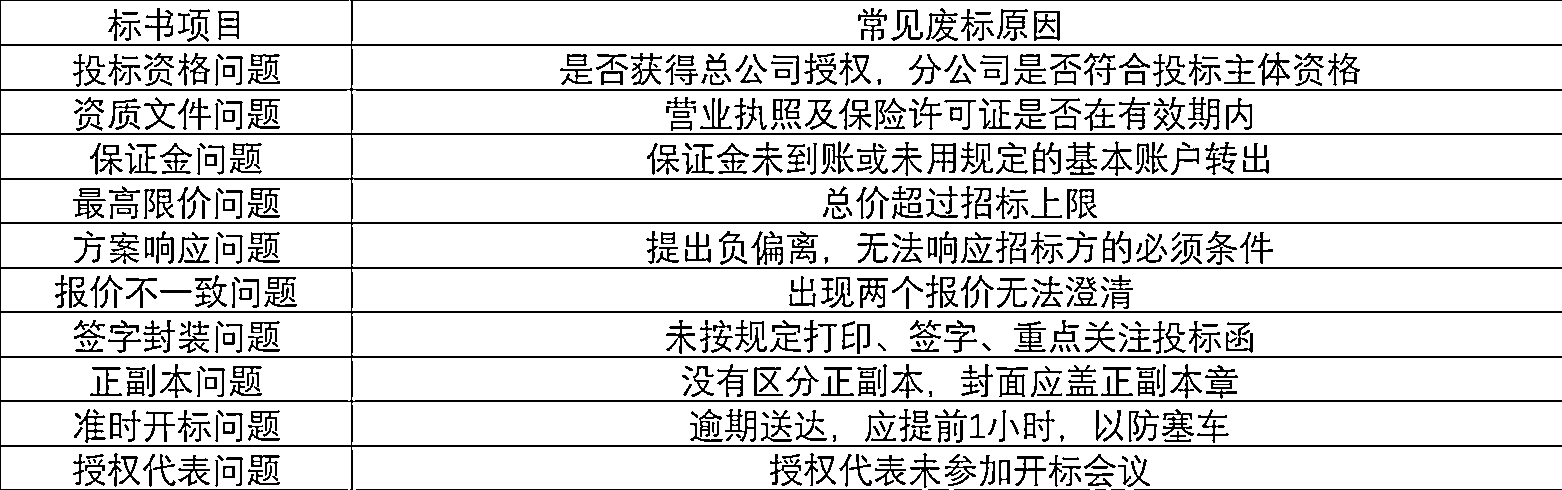 标书项目 常见废标原因
投标资格问题 是否获得总公司授权，分公司是否符合投标主体资格
资质文件问题 营业执照及保险许可证是否在有效期内
保证金问题 保证金未到账或未用规定的基本账户转出
最高限价问题 总价超过招标上限
方案响应问题 提出负偏离，无法响应招标方的必须条件
报价不一致问题 出现两个报价无法澄清
签字封装问题 未按规定打印、签字、重点关注投标函
正副本问题 没有区分正副本，封面应盖正副本章
准时开标问题 逾期送达，应提前1小时，以防塞车
授权代表问题 授权代表未参加开标会议